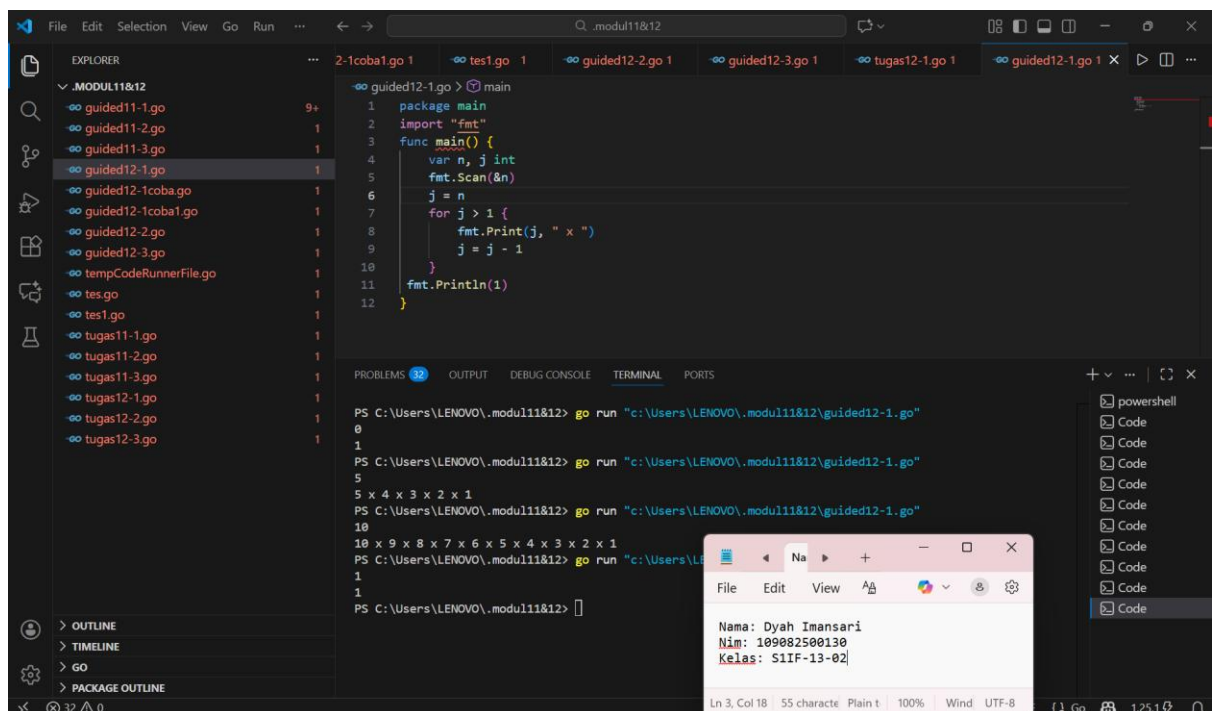 File Edit Selection View Go Run ... .modul11&12
EXPLORER
2-1coba1.go 1 tes1.go 1 guided12-2.go 1 guided12-3.go 1 tugas12-1.go 1 guided12-1.go 1
.MODUL11&12
guided11-1.go 9+
guided11-2.go 1
guided11-3.go 1
guided12-1.go 1
guided12-1coba.go 1
guided12-1coba1.go 1
guided12-2.go 1
guided12-3.go 1
tempCodeRunnerFile.go 1
tes.go 1
tes1.go 1
tugas11-1.go 1
tugas11-2.go 1
tugas11-3.go 1
tugas12-1.go 1
tugas12-2.go 1
tugas12-3.go 1
OUTLINE
TIMELINE
GO
PACKAGE OUTLINE
guided12-1.go > main
1 package main
2 import "fmt"
3 func main() {
4 var n, j int
5 fmt.Scan(&n)
6 j = n
7 for j > 1 {
8 fmt.Print(j, " x ")
9 j = j - 1
10 }
11 fmt.Println(1)
12 }
PROBLEMS 32 OUTPUT DEBUG CONSOLE TERMINAL PORTS
PS C:\Users\LENOVO\.modul11&12> go run "c:\Users\LENOVO\.modul11&12\guided12-1.go"
0
1
PS C:\Users\LENOVO\.modul11&12> go run "c:\Users\LENOVO\.modul11&12\guided12-1.go"
5
5 x 4 x 3 x 2 x 1
PS C:\Users\LENOVO\.modul11&12> go run "c:\Users\LENOVO\.modul11&12\guided12-1.go"
10
10 x 9 x 8 x 7 x 6 x 5 x 4 x 3 x 2 x 1
PS C:\Users\LENOVO\.modul11&12> go run "c:\Users\LE
1
1
PS C:\Users\LENOVO\.modul11&12>
powershell
Code
Code
Code
Code
Code
Code
Code
Code
Code
Code
Na
File Edit View
Nama: Dyah Imansari
Nim: 109082500130
Kelas: S1IF-13-02
Ln 3, Col 18 55 characte Plain t 100% Wind UTF-8
32 0 Go 1.25.1